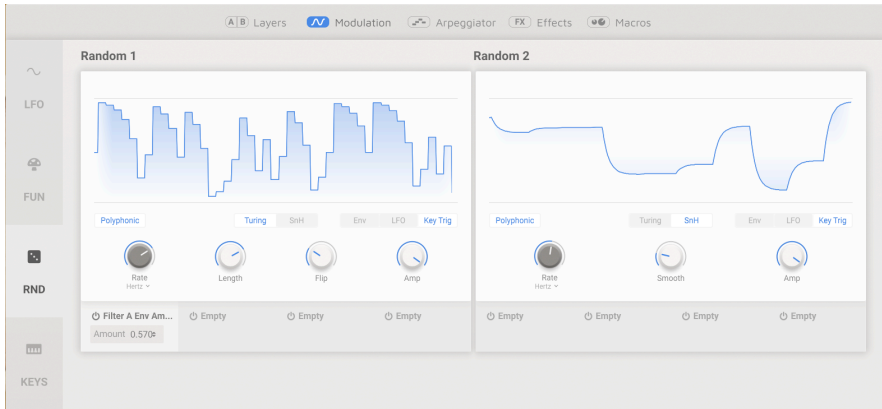 A B Layers Modulation Arpeggiator FX Effects Macros
Random 1 Random 2
LFO
FUN
RND
KEYS
Polyphonic Turing SnH Env LFO Key Trig
Rate Length Flip Amp
Hertz
Filter A Env Am... Empty Empty Empty
Amount 0.570
Polyphonic Turing SnH Env LFO Key Trig
Rate Smooth Amp
Hertz
Empty Empty Empty Empty